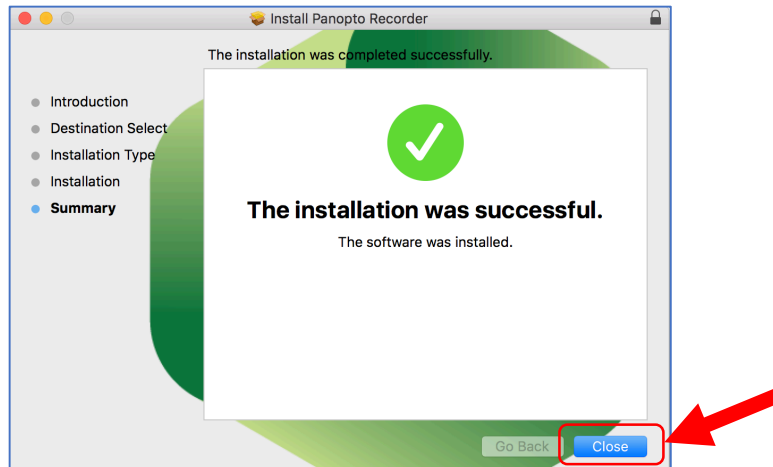 Install Panopto Recorder
The installation was completed successfully.
Introduction
Destination Select
Installation Type
Installation
Summary
The installation was successful.
The software was installed.
Go Back
Close